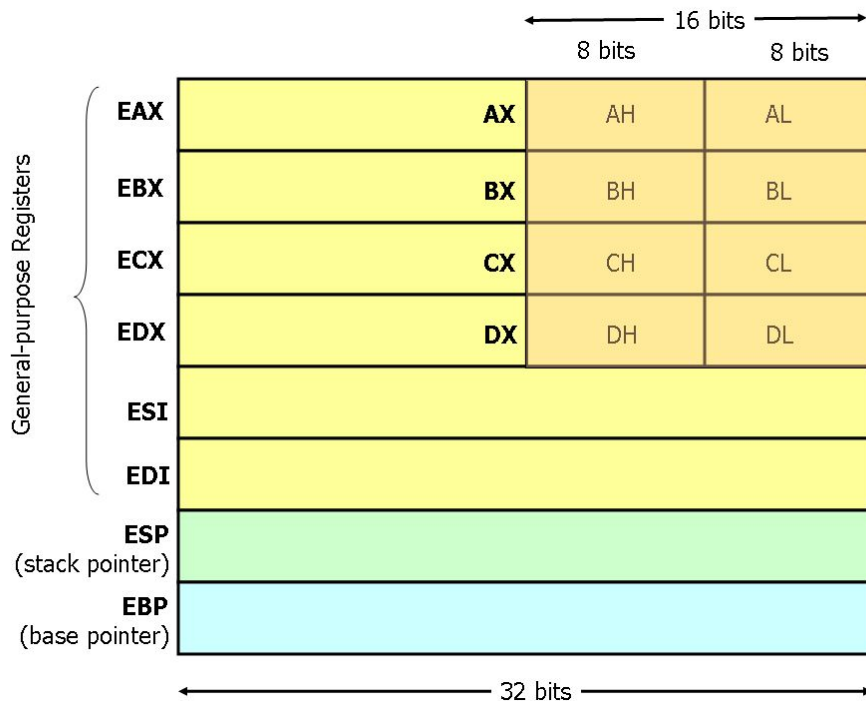 16 bits
8 bits 8 bits
EAX AX AH AL
EBX BX BH BL
ECX CX CH CL
EDX DX DH DL
ESI
EDI
General-purpose Registers
ESP
(stack pointer)
EBP
(base pointer)
32 bits